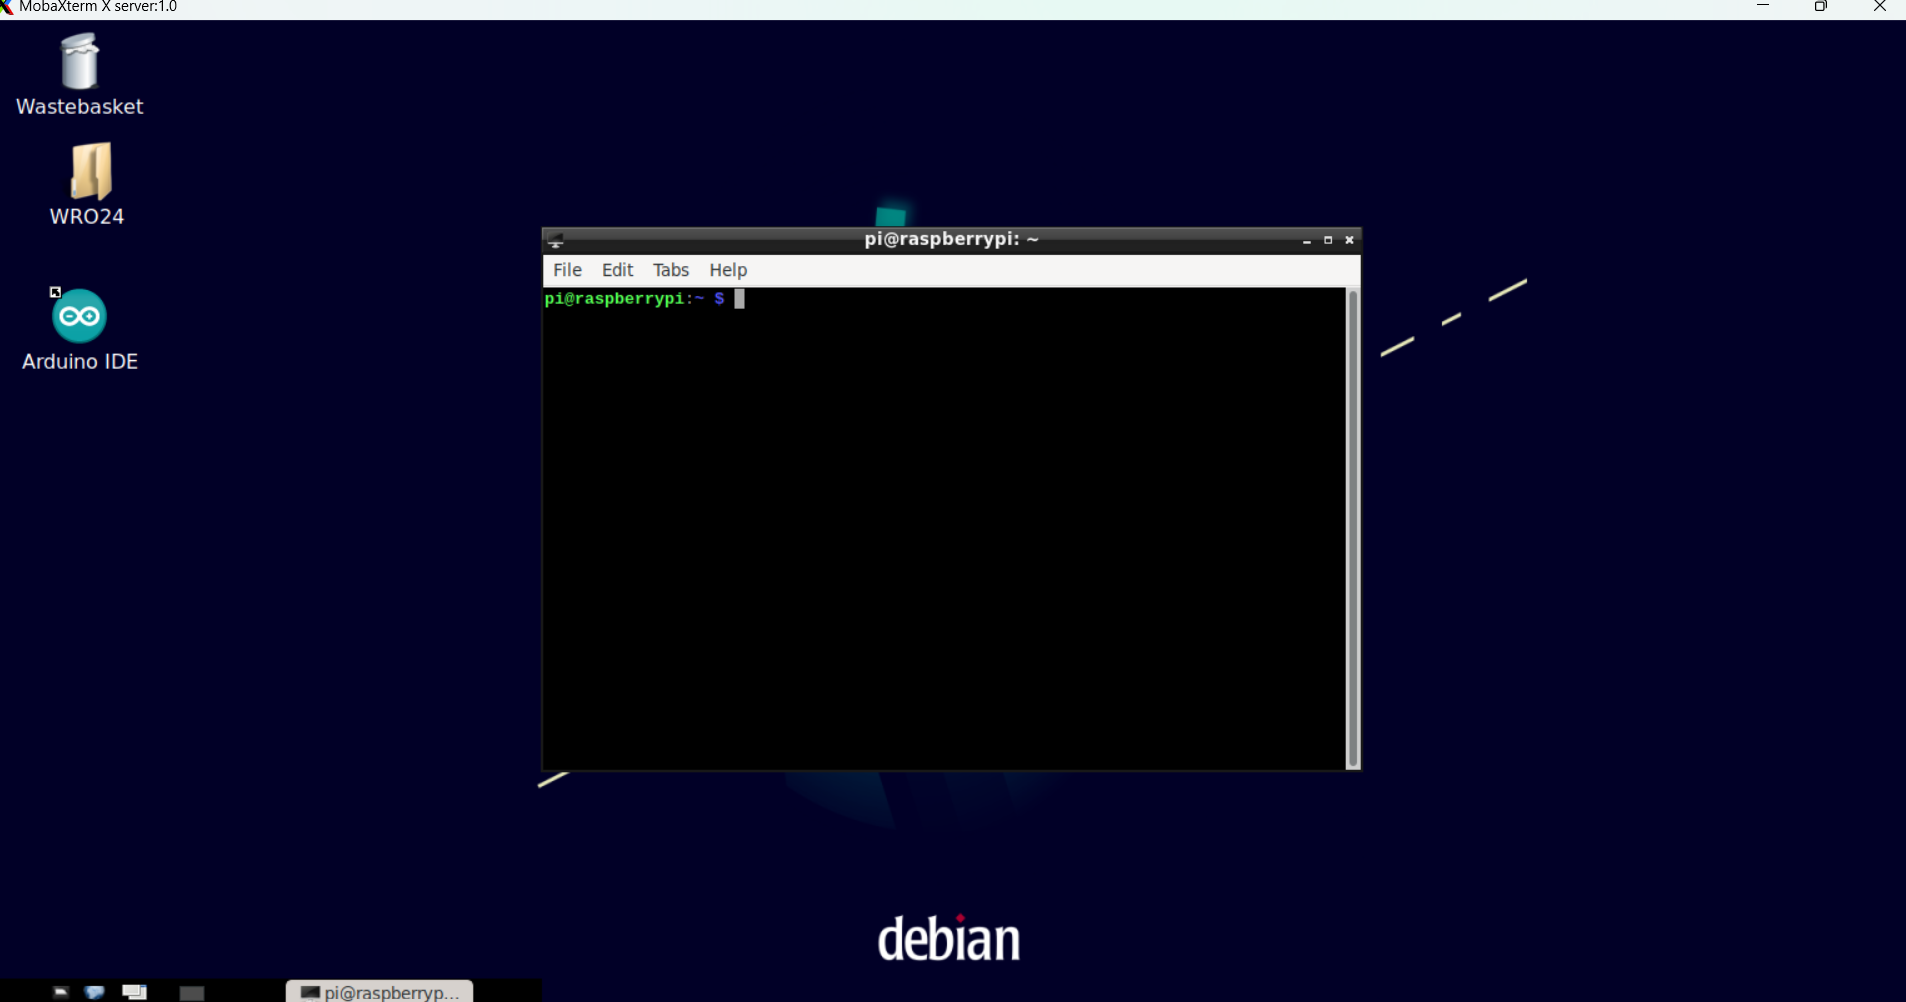 MobaXterm X server:1.0
Wastebasket
WRO24
Arduino IDE
pi@raspberrypi: ~
File Edit Tabs Help
pi@raspberrypi:~ $
debian
pi@raspberryp...